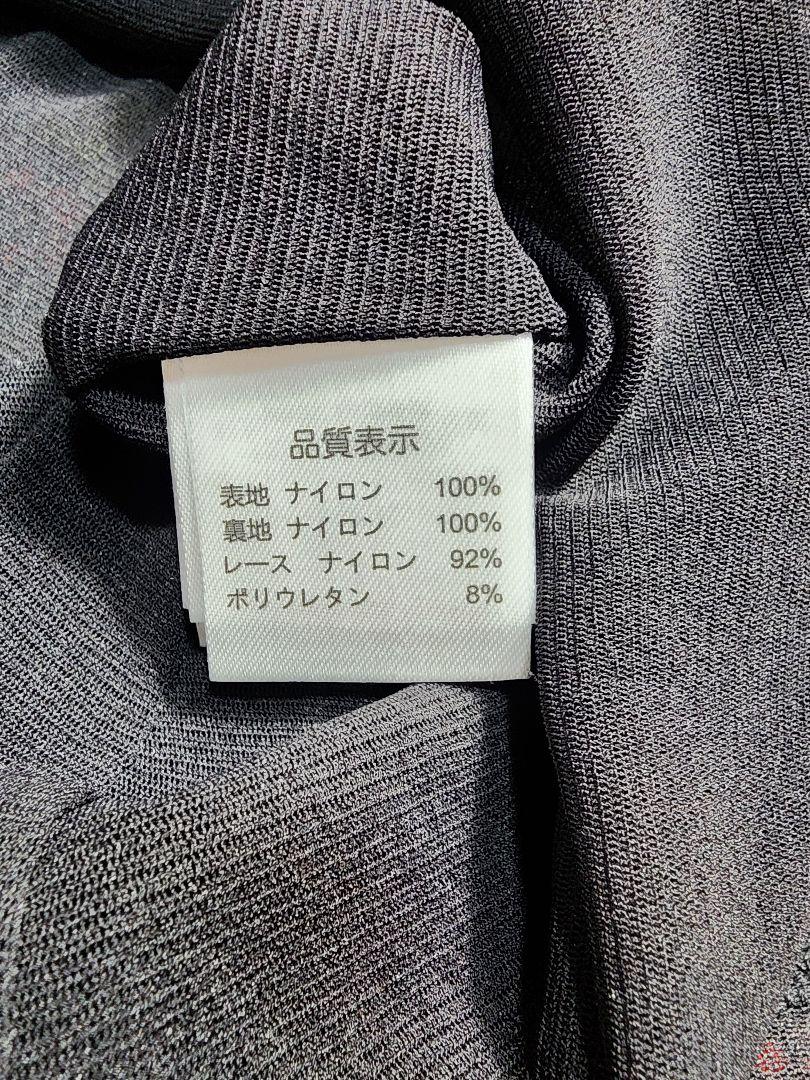 品質表示
表地 ナイロン 100%
裏地 ナイロン 100%
レース ナイロン 92%
ポリウレタン 8%